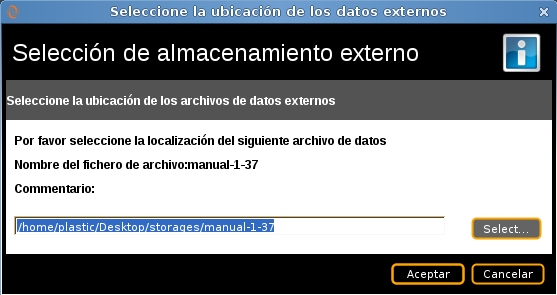 Seleccione la ubicación de los datos externos
Selección de almacenamiento externo
Seleccione la ubicación de los archivos de datos externos
Por favor seleccione la localización del siguiente archivo de datos
Nombre del fichero de archivo:manual-1-37
Commentario:
/home/plastic/Desktop/storages/manual-1-37
Select...
Aceptar
Cancelar